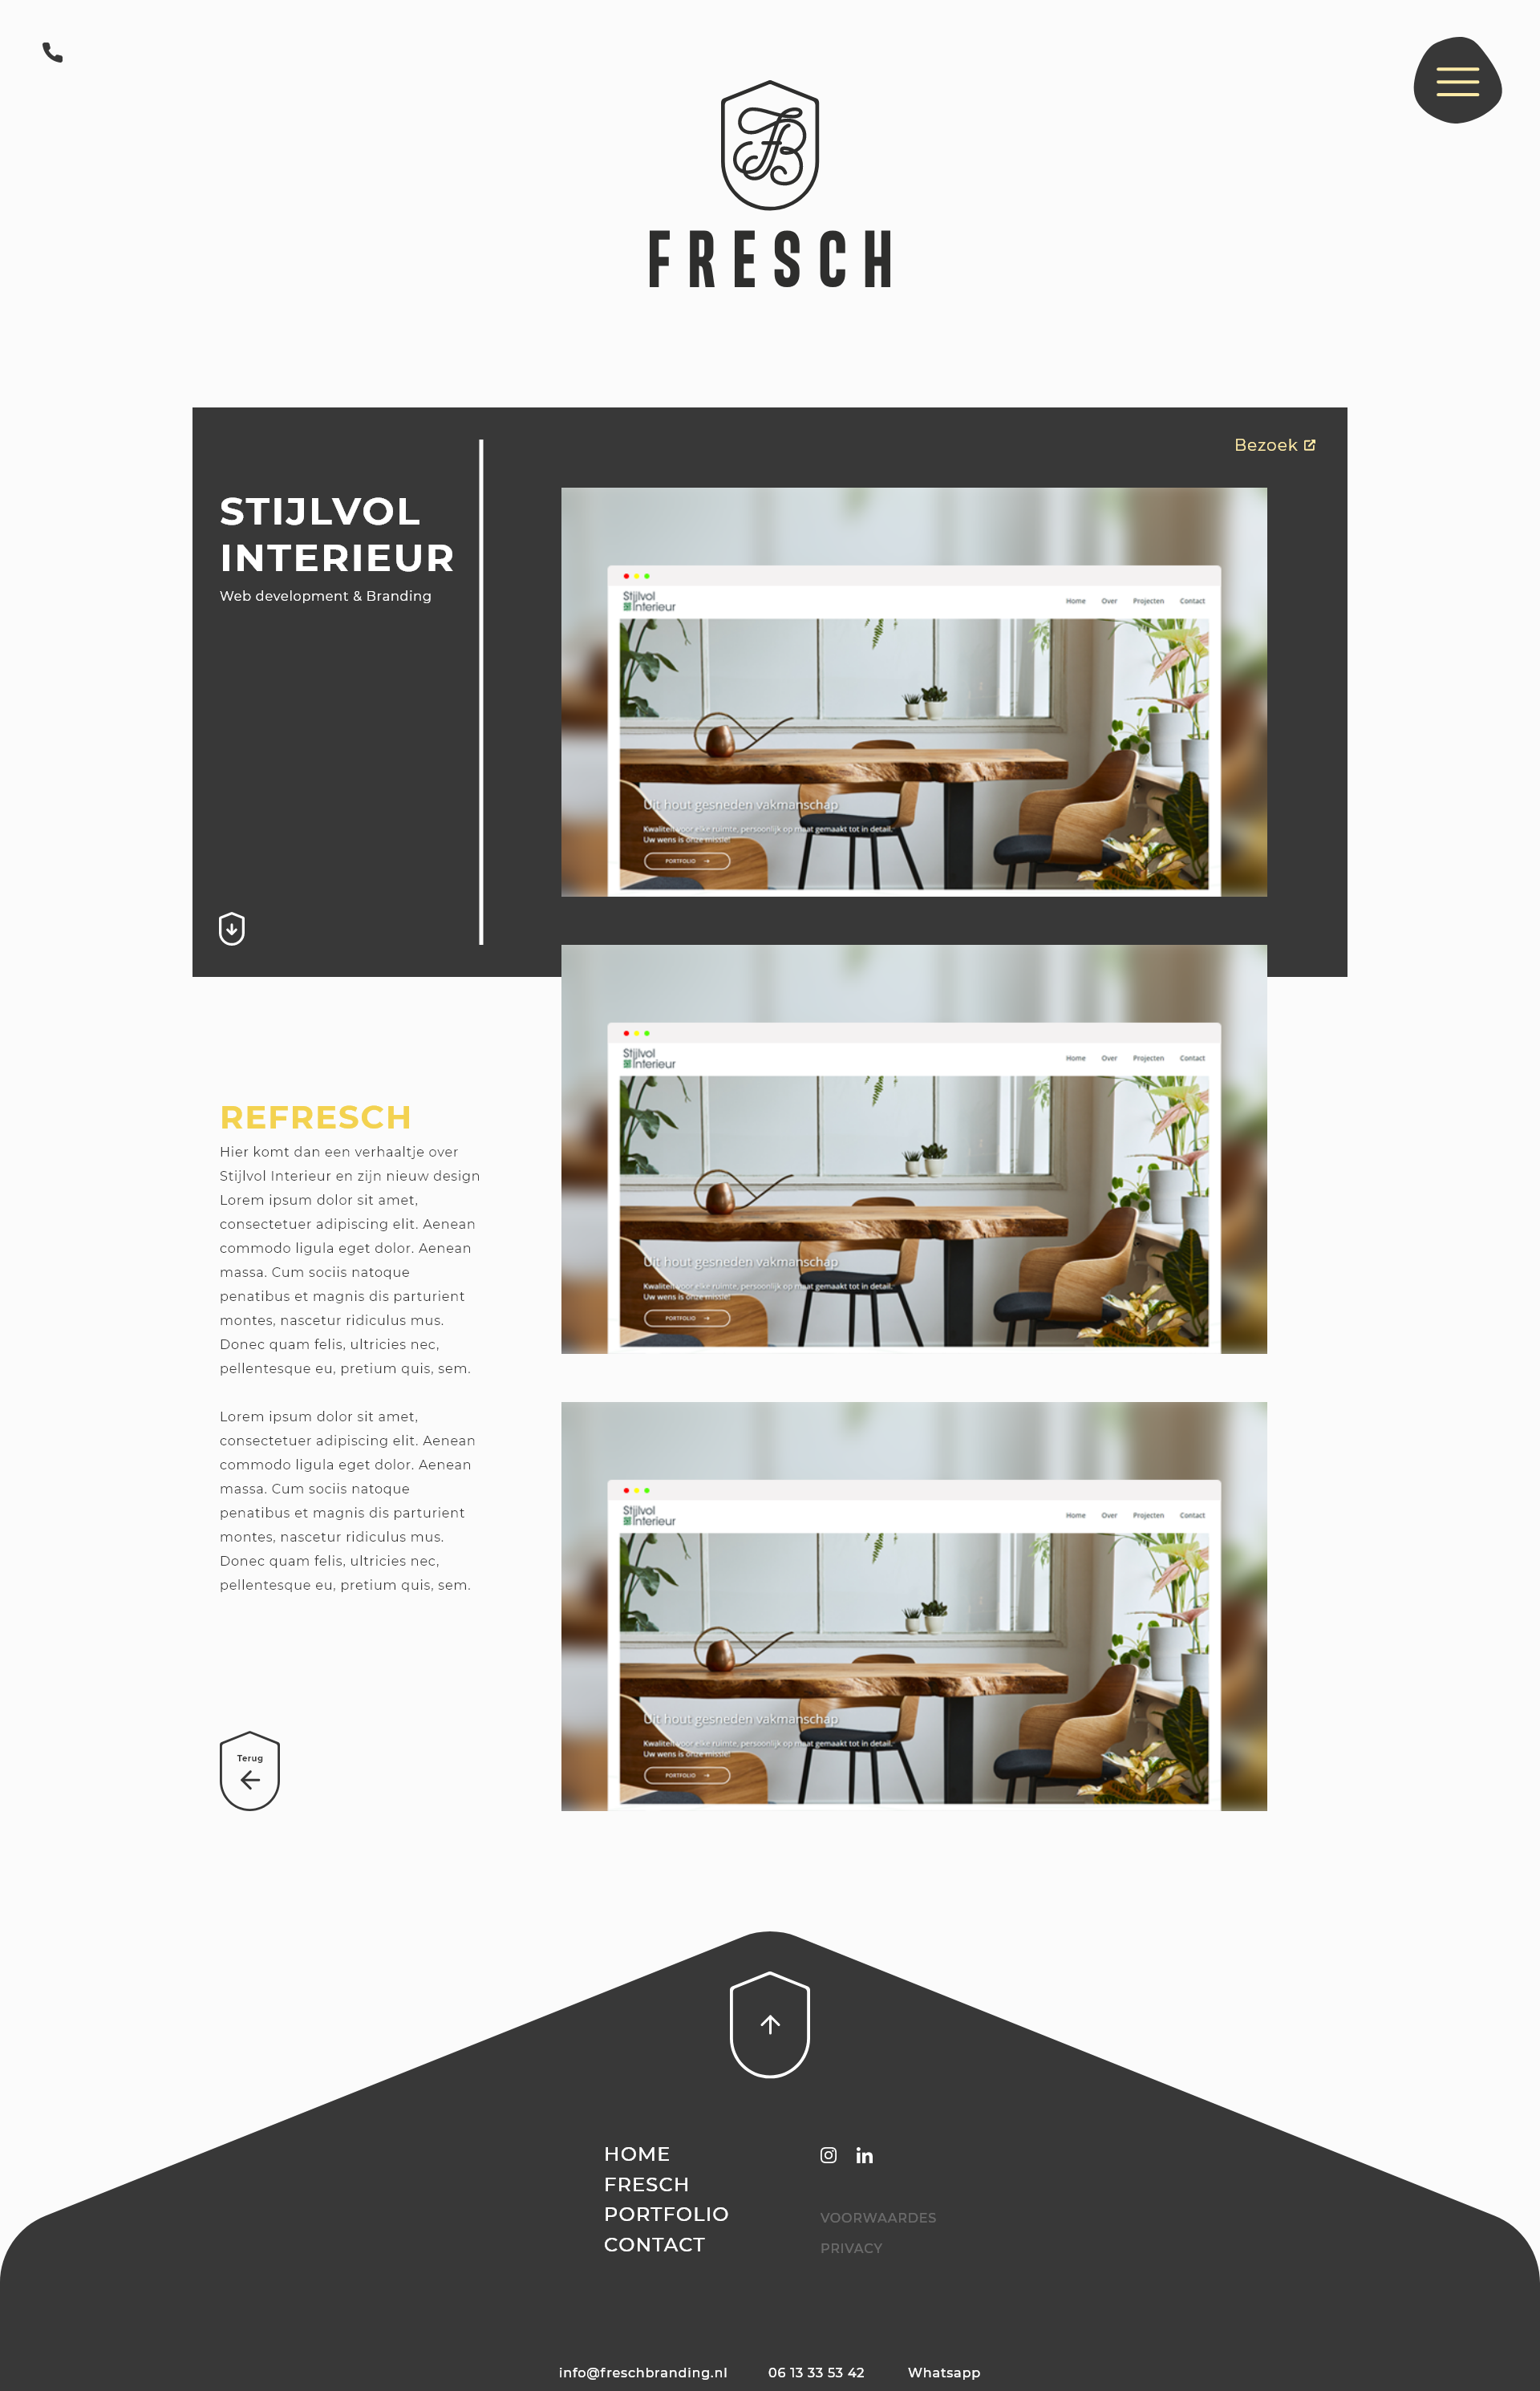 FB
FRESCH
Bezoek
STIJLVOL
INTERIEUR
Web development & Branding
Stijlvol
Interieur
Home Over Projecten Contact
Uit hout gesneden vakmanschap
Kwaliteit voor elke ruimte, persoonlijk op maat gemaakt tot in detail.
Uw wens is onze missie!
PORTFOLIO
Stijlvol
Interieur
Home Over Projecten Contact
Uit hout gesneden vakmanschap
Kwaliteit voor elke ruimte, persoonlijk op maat gemaakt tot in detail.
Uw wens is onze missie!
PORTFOLIO
REFRESCH
Hier komt dan een verhaaltje over
Stijlvol Interieur en zijn nieuw design
Lorem ipsum dolor sit amet,
consectetuer adipiscing elit. Aenean
commodo ligula eget dolor. Aenean
massa. Cum sociis natoque
penatibus et magnis dis parturient
montes, nascetur ridiculus mus.
Donec quam felis, ultricies nec,
pellentesque eu, pretium quis, sem.
Lorem ipsum dolor sit amet,
consectetuer adipiscing elit. Aenean
commodo ligula eget dolor. Aenean
massa. Cum sociis natoque
penatibus et magnis dis parturient
montes, nascetur ridiculus mus.
Donec quam felis, ultricies nec,
pellentesque eu, pretium quis, sem.
Stijlvol
Interieur
Home Over Projecten Contact
Uit hout gesneden vakmanschap
Kwaliteit voor elke ruimte, persoonlijk op maat gemaakt tot in detail.
Uw wens is onze missie!
PORTFOLIO
Terug
HOME
FRESCH
PORTFOLIO
CONTACT
VOORWAARDES
PRIVACY
info@freschbranding.nl 06 13 33 53 42 Whatsapp